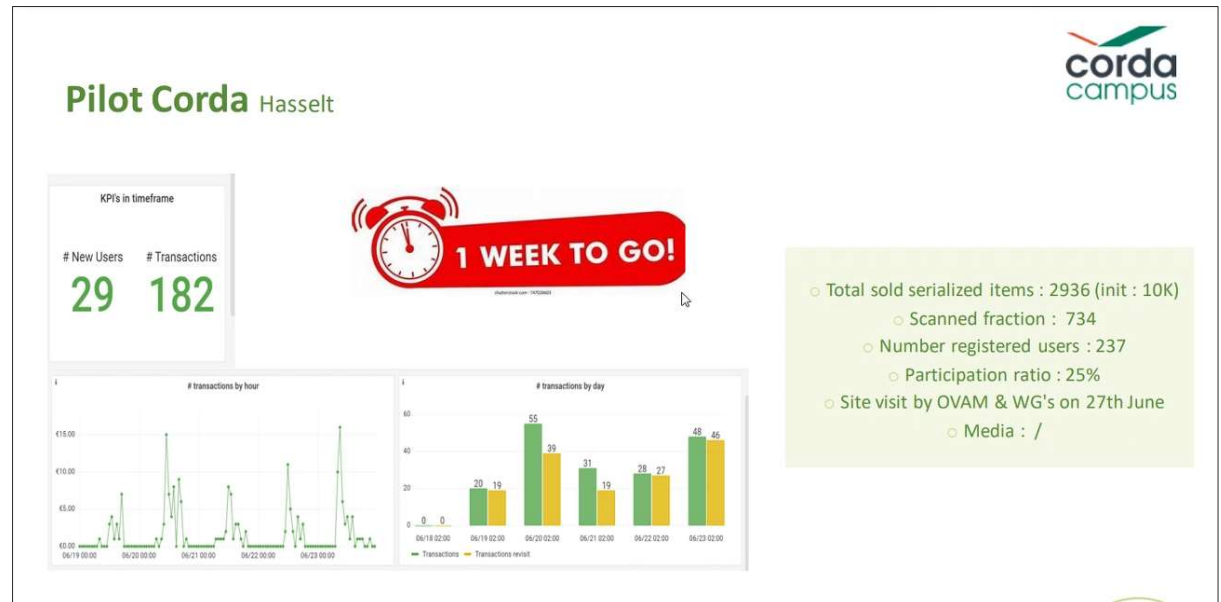 corda
campus
Pilot Corda Hasselt
KPI's in timeframe
# New Users # Transactions
29 182
1 WEEK TO GO!
shutterstock.com · 747026623
○ Total sold serialized items : 2936 (init : 10K)
○ Scanned fraction : 734
○ Number registered users : 237
○ Participation ratio : 25%
○ Site visit by OVAM & WG's on 27th June
○ Media : /
i # transactions by hour
€15.00
€10.00
€5.00
€0.00
06/19 00:00 06/20 00:00 06/21 00:00 06/22 00:00 06/23 00:00
i # transactions by day
60
40
20
0
0 0 20 19 55 39 31 19 28 27 48 46
06/18 02:00 06/19 02:00 06/20 02:00 06/21 02:00 06/22 02:00 06/23 02:00
Transactions Transactions revisit